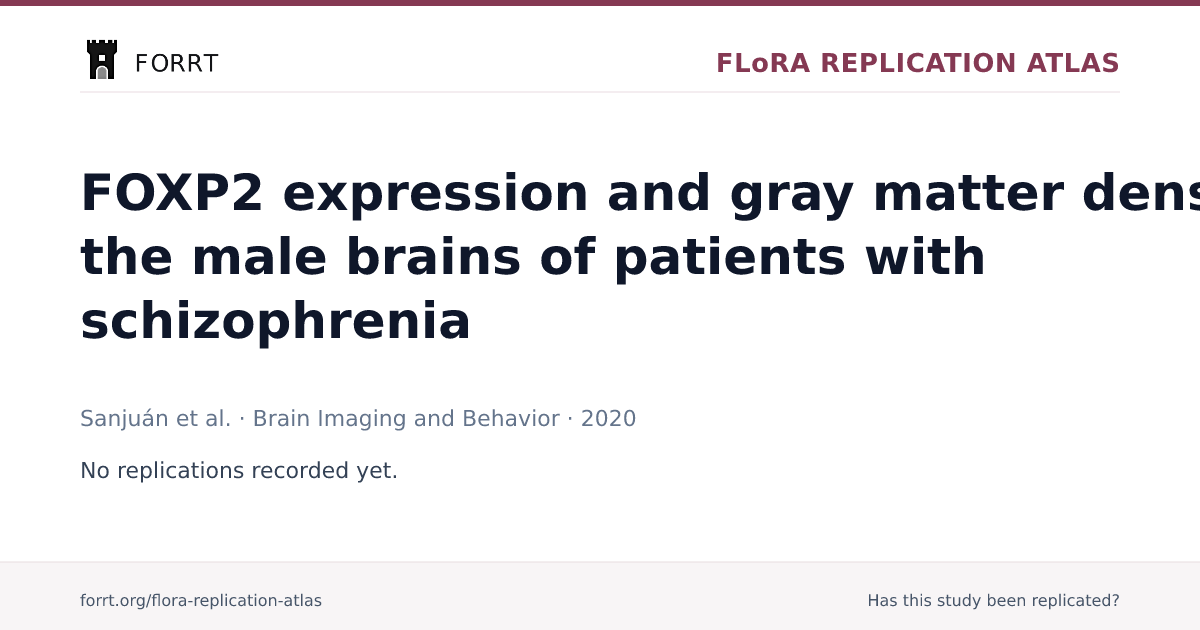 FORRT
FLoRA REPLICATION ATLAS
FOXP2 expression and gray matter dens
the male brains of patients with
schizophrenia
Sanjuán et al. · Brain Imaging and Behavior · 2020
No replications recorded yet.
forrt.org/flora-replication-atlas
Has this study been replicated?